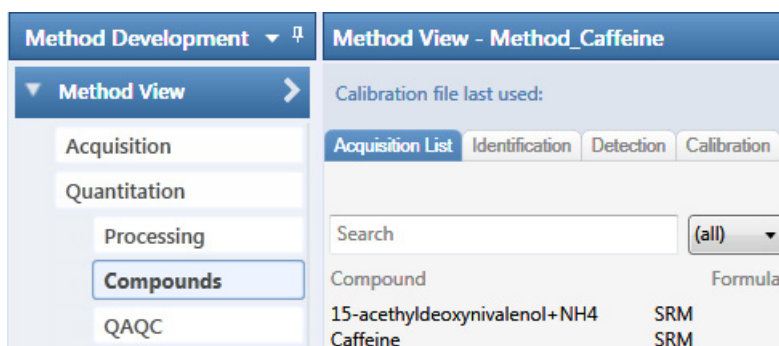 Method Development
Method View - Method_Caffeine
Method View
Calibration file last used:
Acquisition
Acquisition List Identification Detection Calibration
Quantitation
Processing
Search (all)
Compounds
Compound Formula
15-acethyldeoxynivalenol+NH4 SRM
QAQC
Caffeine SRM